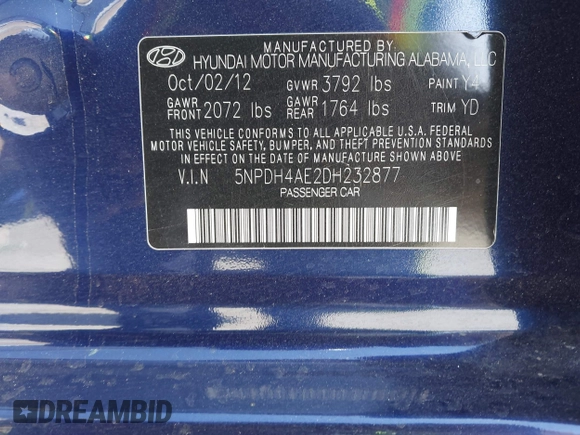 MANUFACTURED BY
HYUNDAI MOTOR MANUFACTURING ALABAMA, LLC
Oct/02/12 GVWR 3792 lbs PAINT Y4
GAWR FRONT 2072 lbs GAWR REAR 1764 lbs TRIM YD
THIS VEHICLE CONFORMS TO ALL APPLICABLE U.S.A. FEDERAL
MOTOR VEHICLE SAFETY, BUMPER, AND THEFT PREVENTION STANDARDS
IN EFFECT ON THE DATE OF MANUFACTURE SHOWN ABOVE.
V.I.N 5NPDH4AE2DH232877
PASSENGER CAR
DREAMBID